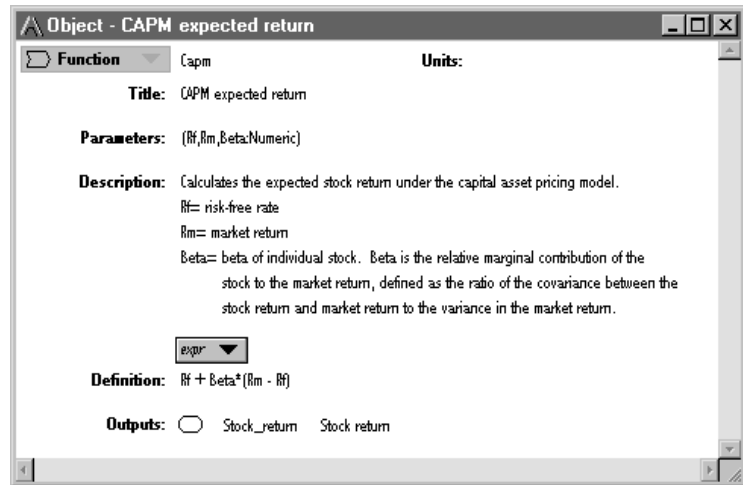 Object - CAPM expected return
Function Capm Units:
Title: CAPM expected return
Parameters: (Rf,Rm,Beta:Numeric)
Description: Calculates the expected stock return under the capital asset pricing model.
Rf= risk-free rate
Rm= market return
Beta= beta of individual stock. Beta is the relative marginal contribution of the
stock to the market return, defined as the ratio of the covariance between the
stock return and market return to the variance in the market return.
expr
Definition: Rf + Beta*(Rm - Rf)
Outputs: Stock_return Stock return